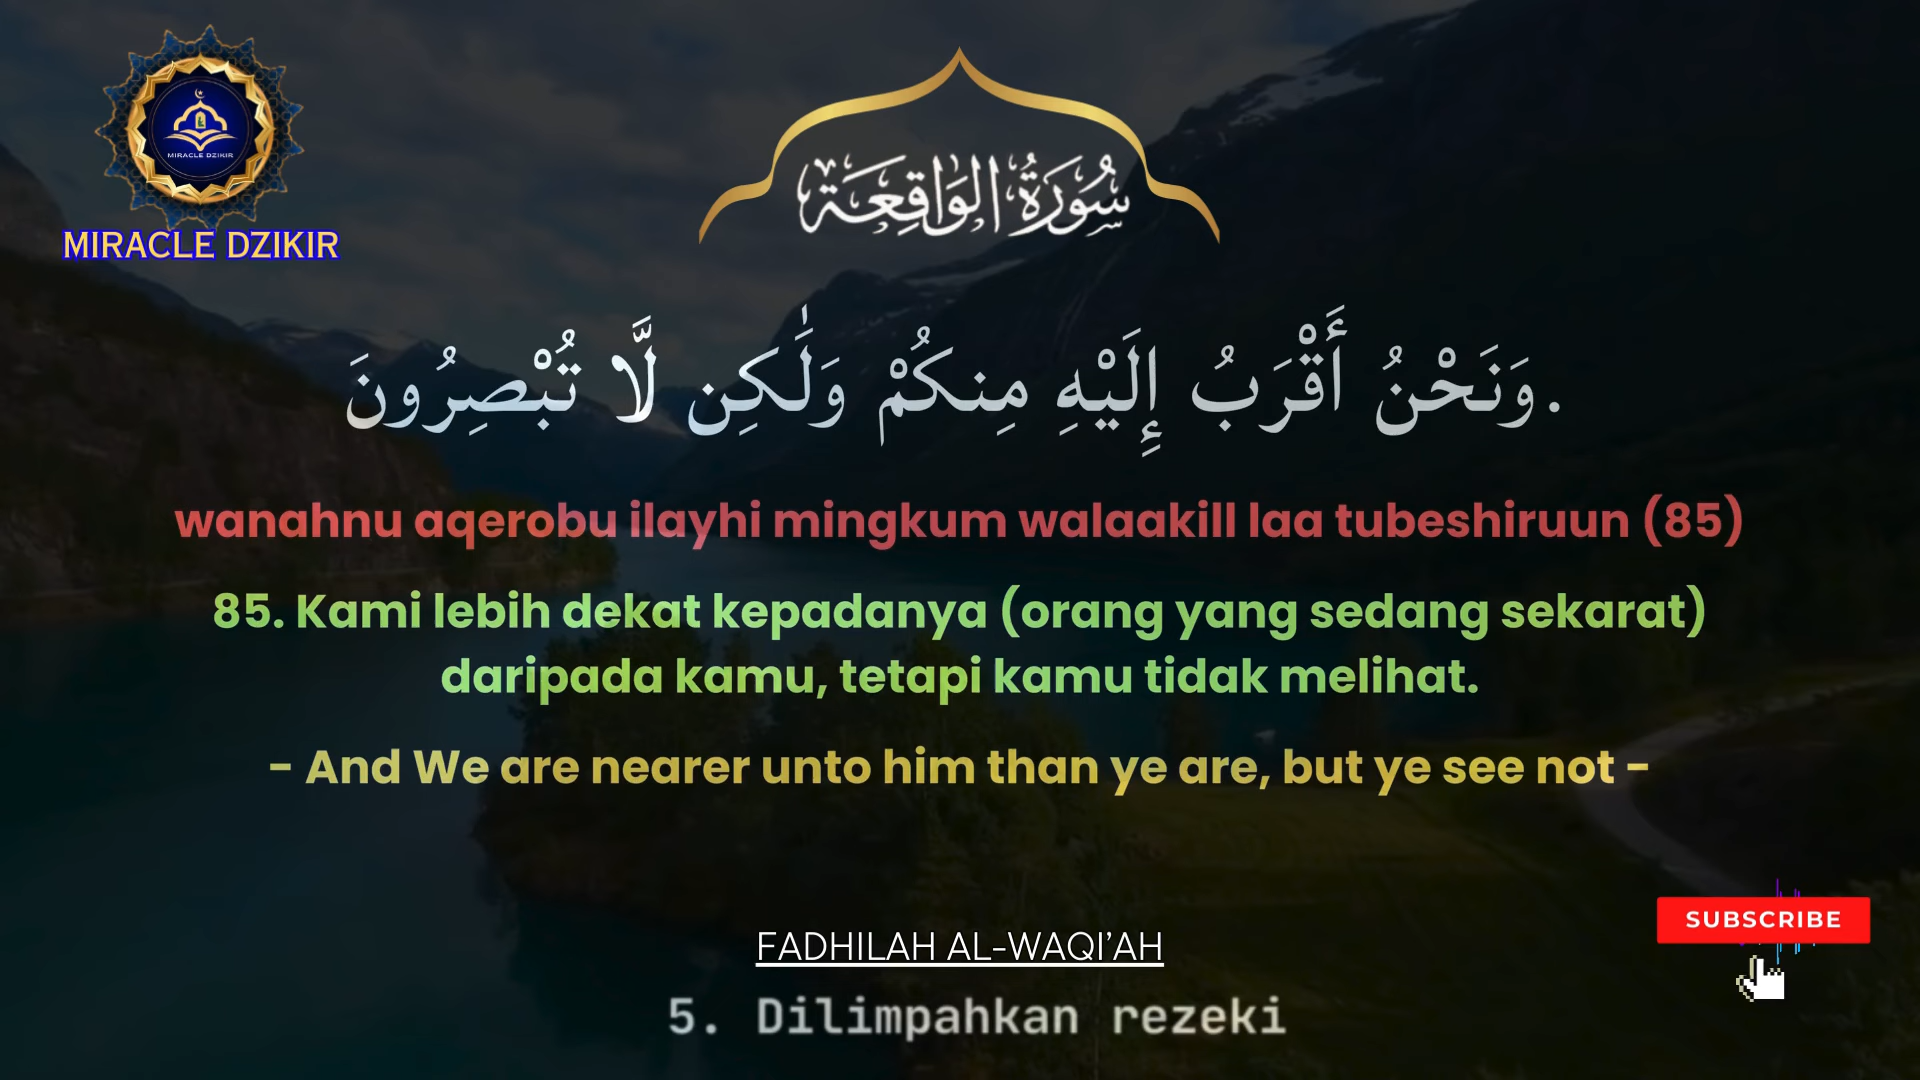 MIRACLE DZIKIR
MIRACLE DZIKIR
سُورَةُ الوَاقِعَة
وَنَحْنُ أَقْرَبُ إِلَيْهِ مِنكُمْ وَلَٰكِن لَّا تُبْصِرُونَ.
wanahnu aqerobu ilayhi mingkum walaakill laa tubeshiruun (85)
85. Kami lebih dekat kepadanya (orang yang sedang sekarat)
daripada kamu, tetapi kamu tidak melihat.
- And We are nearer unto him than ye are, but ye see not -
SUBSCRIBE
FADHILAH AL-WAQI'AH
5. Dilimpahkan rezeki